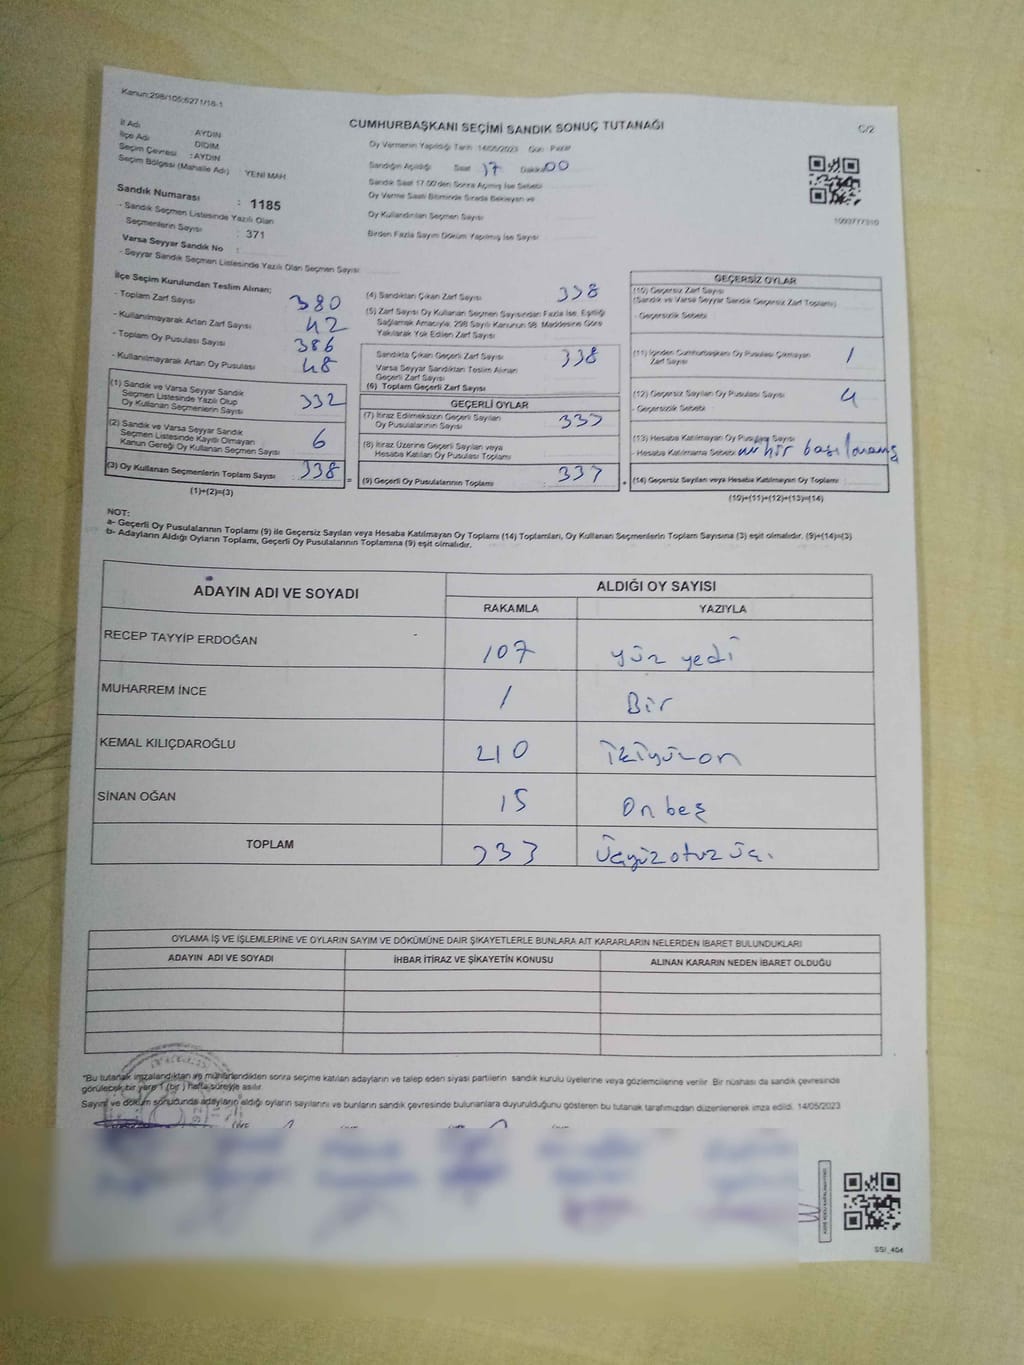 Kanun:298/105;6271/18-1
CUMHURBAŞKANI SEÇİMİ SANDIK SONUÇ TUTANAĞI
C/2
İl Adı : AYDIN
İlçe Adı : DİDİM
Seçim Çevresi : AYDIN
Seçim Bölgesi (Mahalle Adı) : YENİ MAH
Sandık Numarası : 1185
- Sandık Seçmen Listesinde Yazılı Olan
Seçmenlerin Sayısı : 371
Varsa Seyyar Sandık No :
- Seyyar Sandık Seçmen Listesinde Yazılı Olan Seçmen Sayısı
Oy Vermenin Yapıldığı Tarih 14/05/2023 Gün : Pazar
Sandığın Açıldığı Saat 17 Dakika 00
Sandık Saat 17.00'den Sonra Açılmış İse Sebebi
Oy Verme Saati Bitiminde Sırada Bekleyen ve
Oy Kullandırılan Seçmen Sayısı
Birden Fazla Sayım Döküm Yapılmış İse Sayısı
1093777310
İlçe Seçim Kurulundan Teslim Alınan;
- Toplam Zarf Sayısı 380
- Kullanılmayarak Artan Zarf Sayısı 42
- Toplam Oy Pusulası Sayısı 386
- Kullanılmayarak Artan Oy Pusulası 48
(1) Sandık ve Varsa Seyyar Sandık
Seçmen Listesinde Yazılı Olup
Oy Kullanan Seçmenlerin Sayısı 332
(2) Sandık ve Varsa Seyyar Sandık
Seçmen Listesinde Kayıtlı Olmayan
Kanun Gereği Oy Kullanan Seçmen Sayısı 6
(3) Oy Kullanan Seçmenlerin Toplam Sayısı 338 =
(1)+(2)=(3)
(4) Sandıktan Çıkan Zarf Sayısı 338
(5) Zarf Sayısı Oy Kullanan Seçmen Sayısından Fazla İse, Eşitliği
Sağlamak Amacıyla, 298 Sayılı Kanunun 98. Maddesine Göre
Yakılarak Yok Edilen Zarf Sayısı
Sandıkta Çıkan Geçerli Zarf Sayısı 338
Varsa Seyyar Sandıktan Teslim Alınan
Geçerli Zarf Sayısı
(6) Toplam Geçerli Zarf Sayısı
GEÇERLİ OYLAR
(7) İtiraz Edilmeksizin Geçerli Sayılan
Oy Pusulalarının Sayısı 333
(8) İtiraz Üzerine Geçerli Sayılan veya
Hesaba Katılan Oy Pusulası Toplamı
(9) Geçerli Oy Pusulalarının Toplamı 333 +
GEÇERSİZ OYLAR
(10) Geçersiz Zarf Sayısı
(Sandık ve Varsa Seyyar Sandık Geçersiz Zarf Toplamı)
- Geçersizlik Sebebi
(11) İçinden Cumhurbaşkanı Oy Pusulası Çıkmayan
Zarf Sayısı 1
(12) Geçersiz Sayılan Oy Pusulası Sayısı 4
- Geçersizlik Sebebi
(13) Hesaba Katılmayan Oy Pusulası Sayısı
- Hesaba Katılmama Sebebi mühür basılmamış
(14) Geçersiz Sayılan veya Hesaba Katılmayan Oy Toplamı
(10)+(11)+(12)+(13)=(14)
NOT:
a- Geçerli Oy Pusulalarının Toplamı (9) ile Geçersiz Sayılan veya Hesaba Katılmayan Oy Toplamı (14) Toplamları, Oy Kullanan Seçmenlerin Toplam Sayısına (3) eşit olmalıdır. (9)+(14)=(3)
b- Adayların Aldığı Oyların Toplamı, Geçerli Oy Pusulalarının Toplamına (9) eşit olmalıdır.
ADAYIN ADI VE SOYADI
ALDIĞI OY SAYISI
RAKAMLA YAZIYLA
RECEP TAYYİP ERDOĞAN 107 yüz yedi
MUHARREM İNCE 1 Bir
KEMAL KILIÇDAROĞLU 210 ikiyüzon
SİNAN OĞAN 15 Onbeş
TOPLAM 333 Üçyüzotuz üç.
OYLAMA İŞ VE İŞLEMLERİNE VE OYLARIN SAYIM VE DÖKÜMÜNE DAİR ŞİKAYETLERLE BUNLARA AİT KARARLARIN NELERDEN İBARET BULUNDUKLARI
ADAYIN ADI VE SOYADI İHBAR İTİRAZ VE ŞİKAYETİN KONUSU ALINAN KARARIN NEDEN İBARET OLDUĞU
"Bu tutanak imzalandıktan ve mühürlendikten sonra seçime katılan adayların ve talep eden siyasi partilerin sandık kurulu üyelerine veya gözlemcilerine verilir. Bir nüshası da sandık çevresinde
görülecek bir yere 1 (bir) hafta süreyle asılır.
Sayım ve döküm sonucunda adayların aldığı oyların sayılarını ve bunların sandık çevresinde bulunanlara duyurulduğunu gösteren bu tutanak tarafımızdan düzenlenerek imza edildi. 14/05/2023
SSI_404